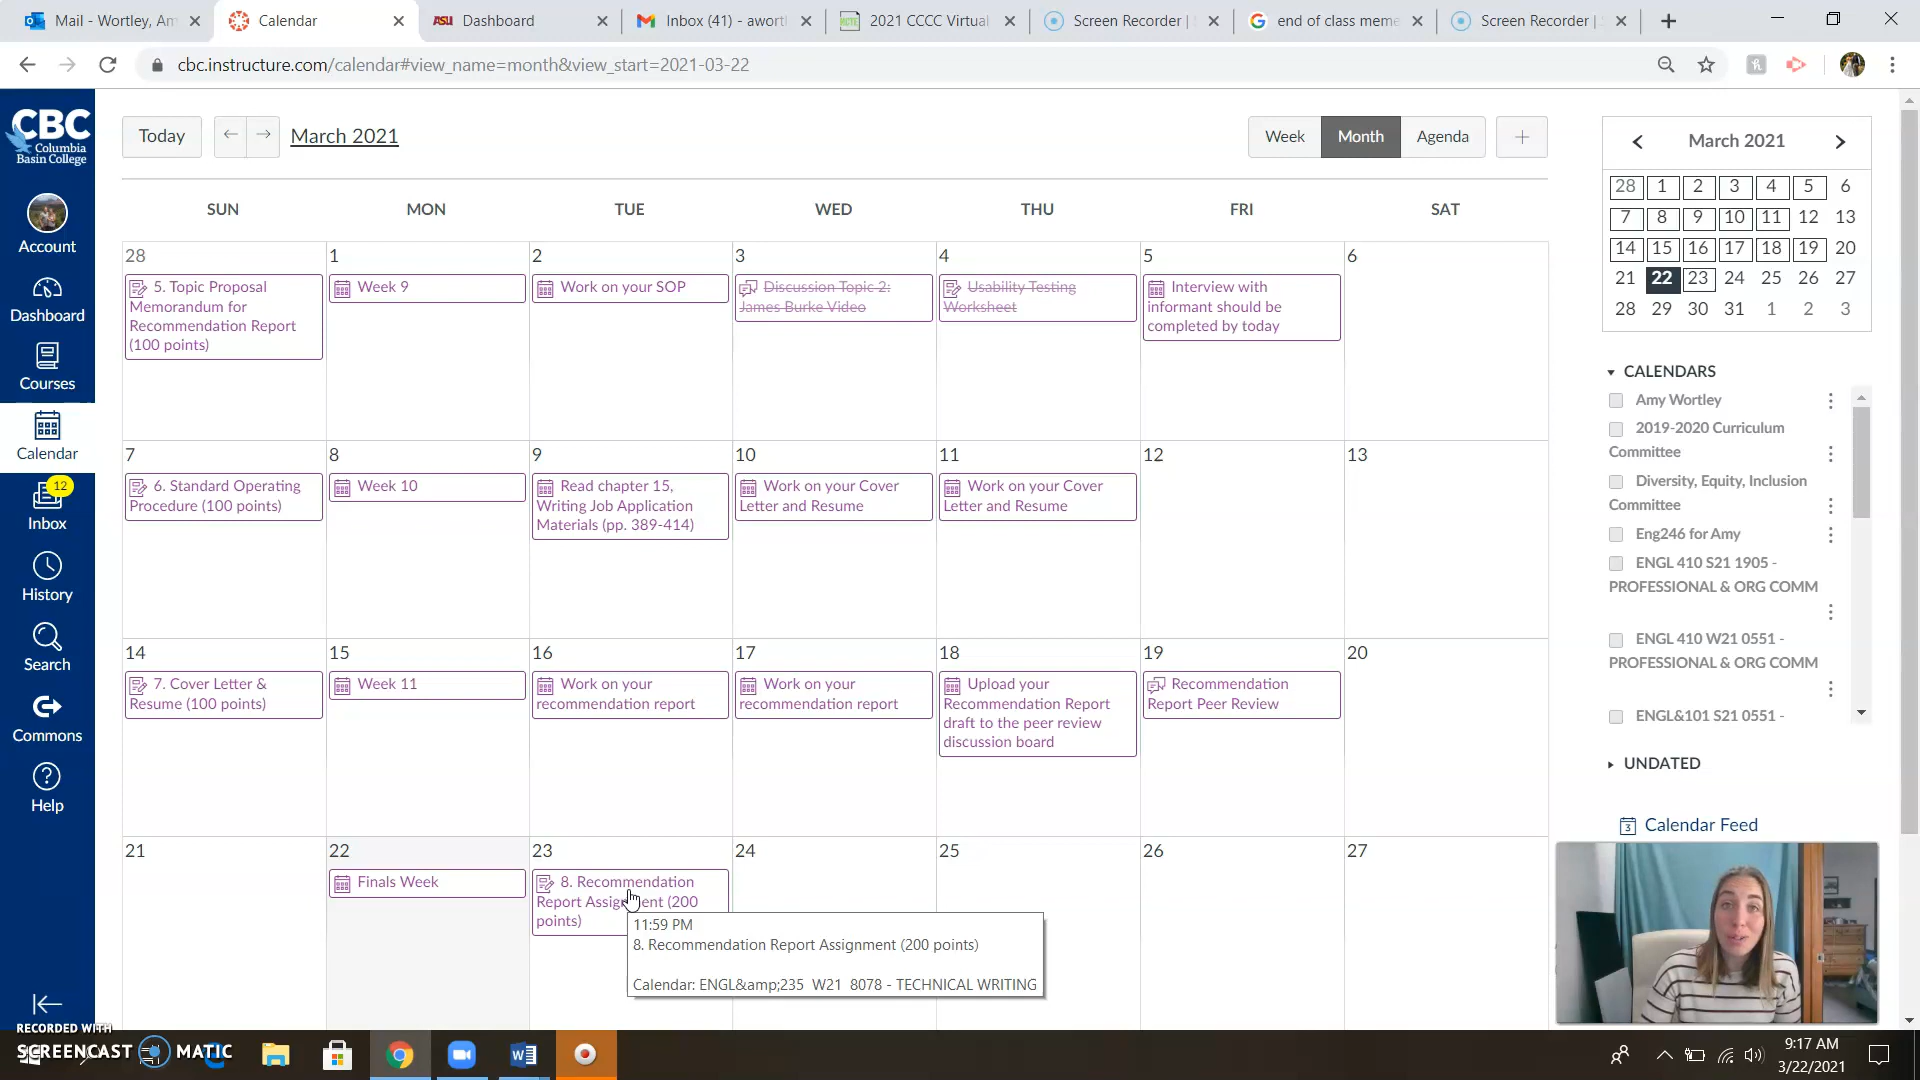 Mail - Wortley, Am
Calendar
ASU Dashboard
Inbox (41) - awort
2021 CCCC Virtual
Screen Recorder |
end of class meme
Screen Recorder |
cbc.instructure.com/calendar#view_name=month&view_start=2021-03-22
CBC
Columbia
Basin College
Account
Dashboard
Courses
Calendar
12
Inbox
History
Search
Commons
Help
Today
March 2021
Week
Month
Agenda
SUN MON TUE WED THU FRI SAT
28 1 2 3 4 5 6
5. Topic Proposal
Memorandum for
Recommendation Report
(100 points)
Week 9
Work on your SOP
Discussion Topic 2:
James Burke Video
Usability Testing
Worksheet
Interview with
informant should be
completed by today
7 8 9 10 11 12 13
6. Standard Operating
Procedure (100 points)
Week 10
Read chapter 15,
Writing Job Application
Materials (pp. 389-414)
Work on your Cover
Letter and Resume
Work on your Cover
Letter and Resume
14 15 16 17 18 19 20
7. Cover Letter &
Resume (100 points)
Week 11
Work on your
recommendation report
Work on your
recommendation report
Upload your
Recommendation Report
draft to the peer review
discussion board
Recommendation
Report Peer Review
21 22 23 24 25 26 27
Finals Week
8. Recommendation
Report Assignment (200
points)
11:59 PM
8. Recommendation Report Assignment (200 points)
Calendar: ENGL&amp;235 W21 8078 - TECHNICAL WRITING
March 2021
28 1 2 3 4 5 6
7 8 9 10 11 12 13
14 15 16 17 18 19 20
21 22 23 24 25 26 27
28 29 30 31 1 2 3
CALENDARS
Amy Wortley
2019-2020 Curriculum
Committee
Diversity, Equity, Inclusion
Committee
Eng246 for Amy
ENGL 410 S21 1905 -
PROFESSIONAL & ORG COMM
ENGL 410 W21 0551 -
PROFESSIONAL & ORG COMM
ENGL&101 S21 0551 -
UNDATED
3 Calendar Feed
RECORDED WITH
SCREENCAST MATIC
9:17 AM
3/22/2021